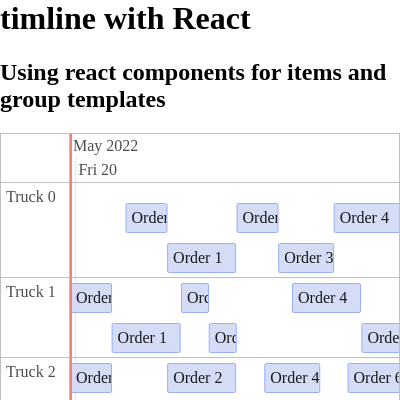 timline with React
Using react components for items and
group templates
May 2022
Fri 20
Truck 0
Order
Order
Order 4
Order 1
Order 3
Truck 1
Order
Orc
Order 4
Order 1
Ord
Orde
Truck 2
Order
Order 2
Order 4
Order 6